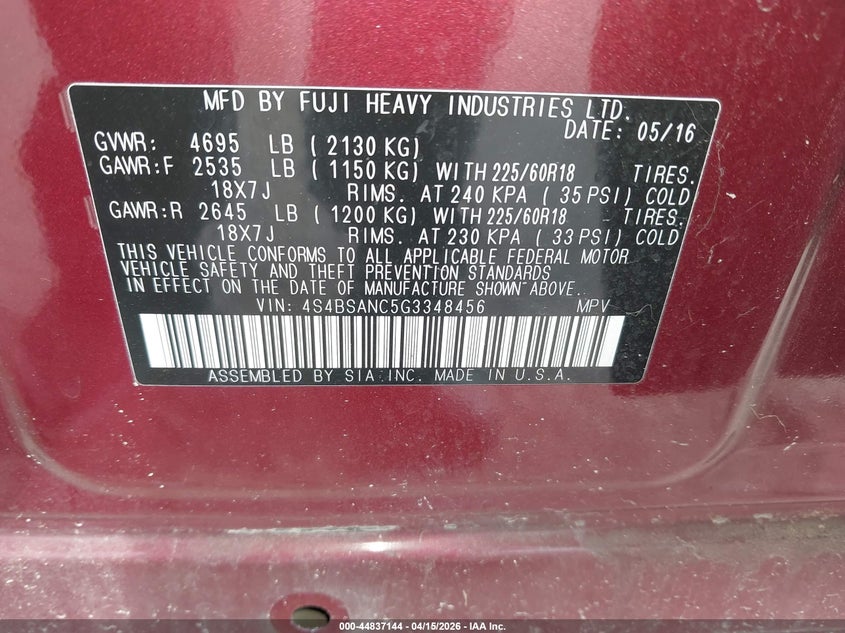 MFD BY FUJI HEAVY INDUSTRIES LTD.
DATE: 05/16
GVWR: 4695 LB ( 2130 KG)
GAWR:F 2535 LB ( 1150 KG) WITH 225/60R18 TIRES.
18X7J RIMS. AT 240 KPA ( 35 PSI) COLD
GAWR:R 2645 LB ( 1200 KG) WITH 225/60R18 TIRES.
18X7J RIMS. AT 230 KPA ( 33 PSI) COLD
THIS VEHICLE CONFORMS TO ALL APPLICABLE FEDERAL MOTOR
VEHICLE SAFETY AND THEFT PREVENTION STANDARDS
IN EFFECT ON THE DATE OF MANUFACTURE SHOWN ABOVE.
VIN: 4S4BSANC5G3348456 MPV
ASSEMBLED BY SIA INC. MADE IN U.S.A.
000-44837144 - 04/15/2026 - IAA Inc.